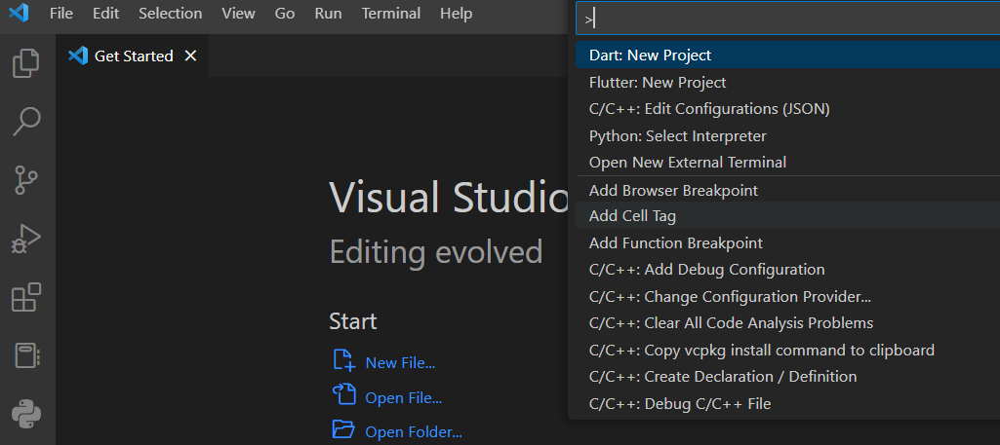 File Edit Selection View Go Run Terminal Help
>
Get Started
Dart: New Project
Flutter: New Project
C/C++: Edit Configurations (JSON)
Python: Select Interpreter
Open New External Terminal
Add Browser Breakpoint
Add Cell Tag
Add Function Breakpoint
C/C++: Add Debug Configuration
C/C++: Change Configuration Provider...
C/C++: Clear All Code Analysis Problems
C/C++: Copy vcpkg install command to clipboard
C/C++: Create Declaration / Definition
C/C++: Debug C/C++ File
Visual Studio
Editing evolved
Start
New File...
Open File...
Open Folder...